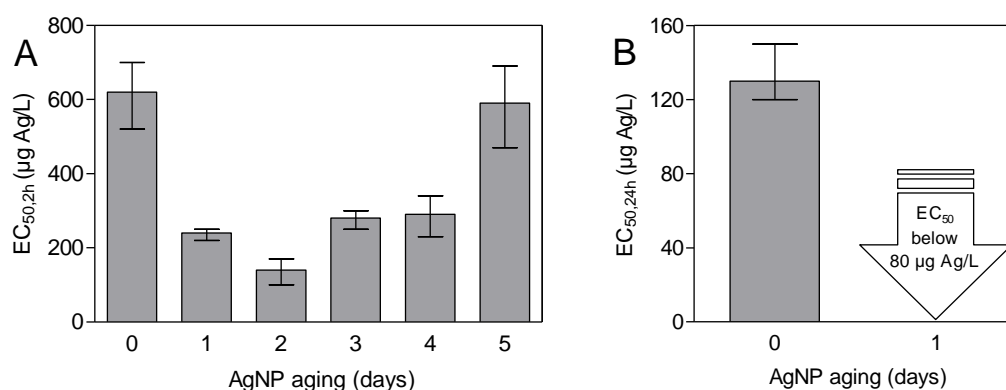 A
EC50,2h (µg Ag/L)
800
600
400
200
0
0 1 2 3 4 5
AgNP aging (days)
B
EC50,24h (µg Ag/L)
160
120
80
40
0
EC50
below
80 µg Ag/L
0 1
AgNP aging (days)